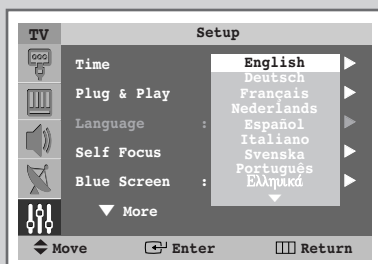 TV Setup
Time
Plug & Play
Language :
Self Focus
Blue Screen :
▼ More
English
Deutsch
Français
Nederlands
Español
Italiano
Svenska
Português
Ελληνικά
Move Enter Return